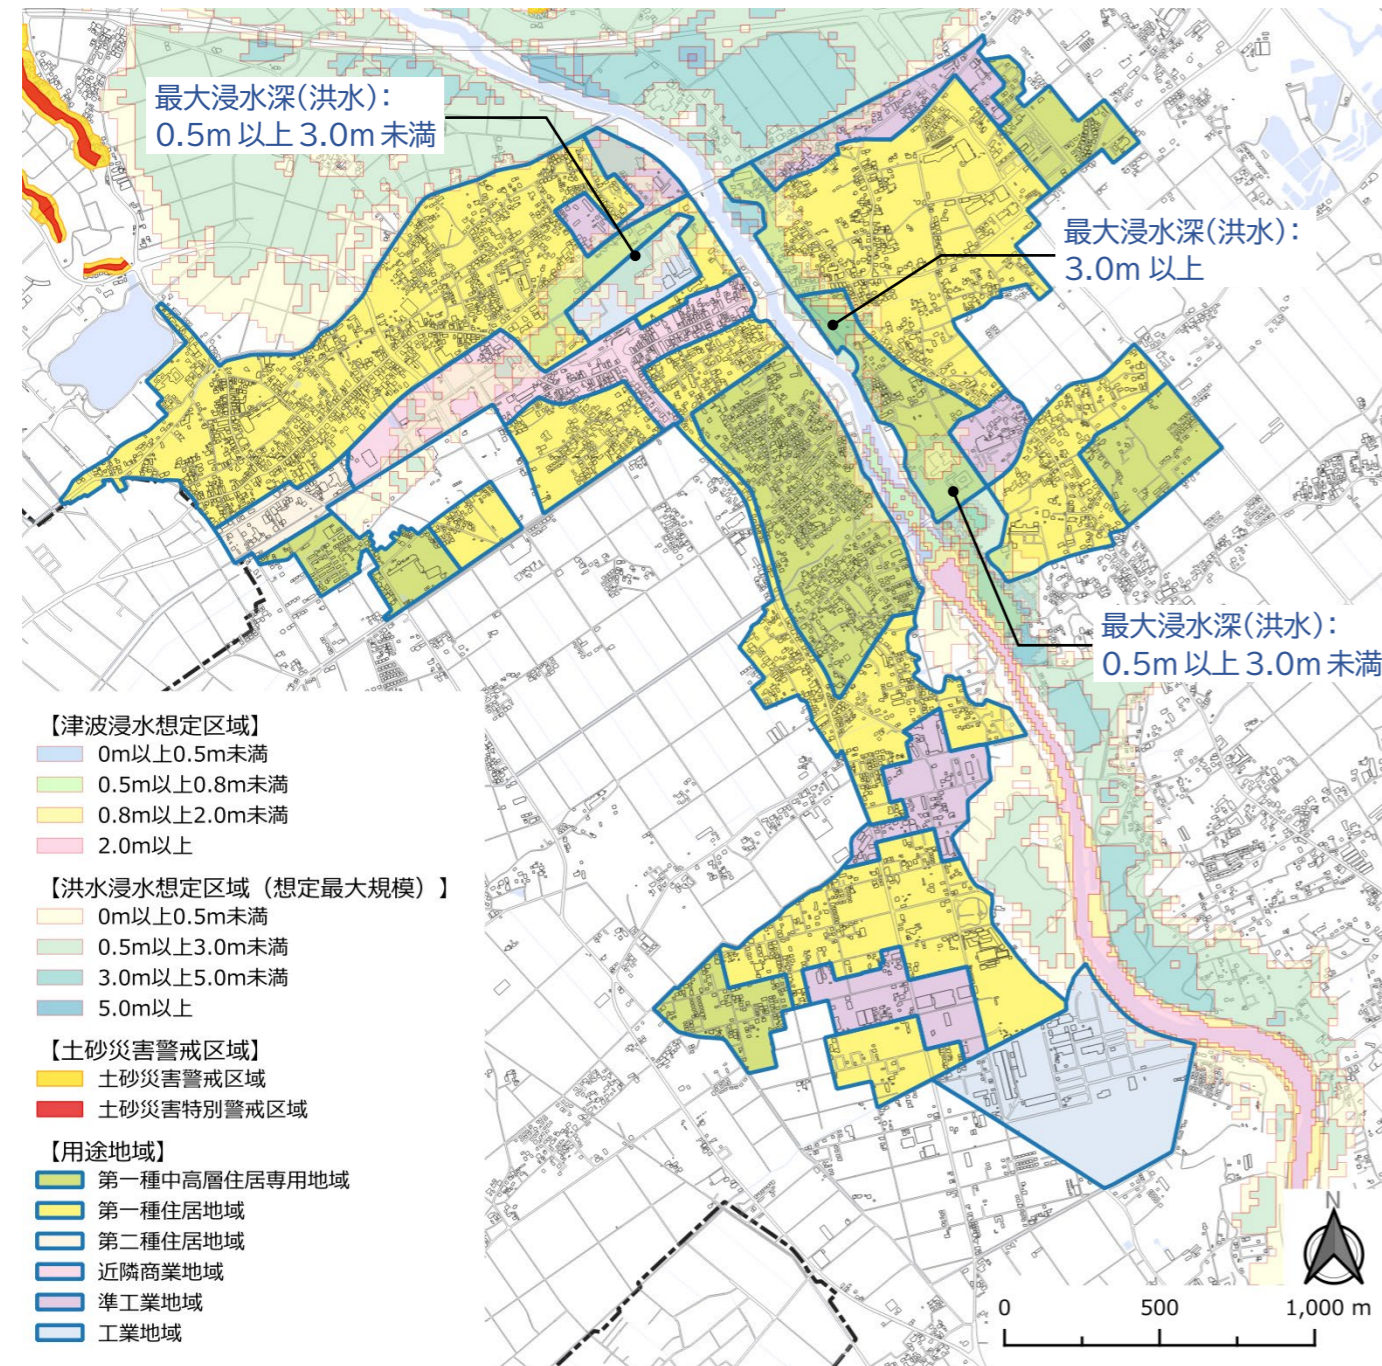 最大浸水深(洪水):
0.5m 以上 3.0m 未満
最大浸水深(洪水):
3.0m 以上
最大浸水深(洪水):
0.5m 以上 3.0m 未満
【津波浸水想定区域】
0m以上0.5m未満
0.5m以上0.8m未満
0.8m以上2.0m未満
2.0m以上
【洪水浸水想定区域（想定最大規模）】
0m以上0.5m未満
0.5m以上3.0m未満
3.0m以上5.0m未満
5.0m以上
【土砂災害警戒区域】
土砂災害警戒区域
土砂災害特別警戒区域
【用途地域】
第一種中高層住居専用地域
第一種住居地域
第二種住居地域
近隣商業地域
準工業地域
工業地域
N
0 500 1,000 m